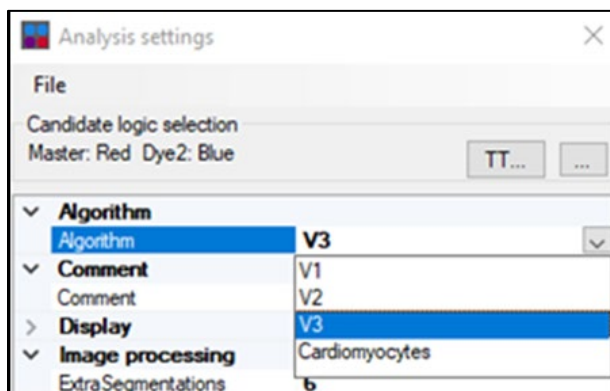 Analysis settings
File
Candidate logic selection
Master: Red Dye2: Blue
TT...
...
Algorithm
Algorithm V3
Comment V1
Comment V2
Display V3
Image processing Cardiomyocytes
ExtraSegmentations 6